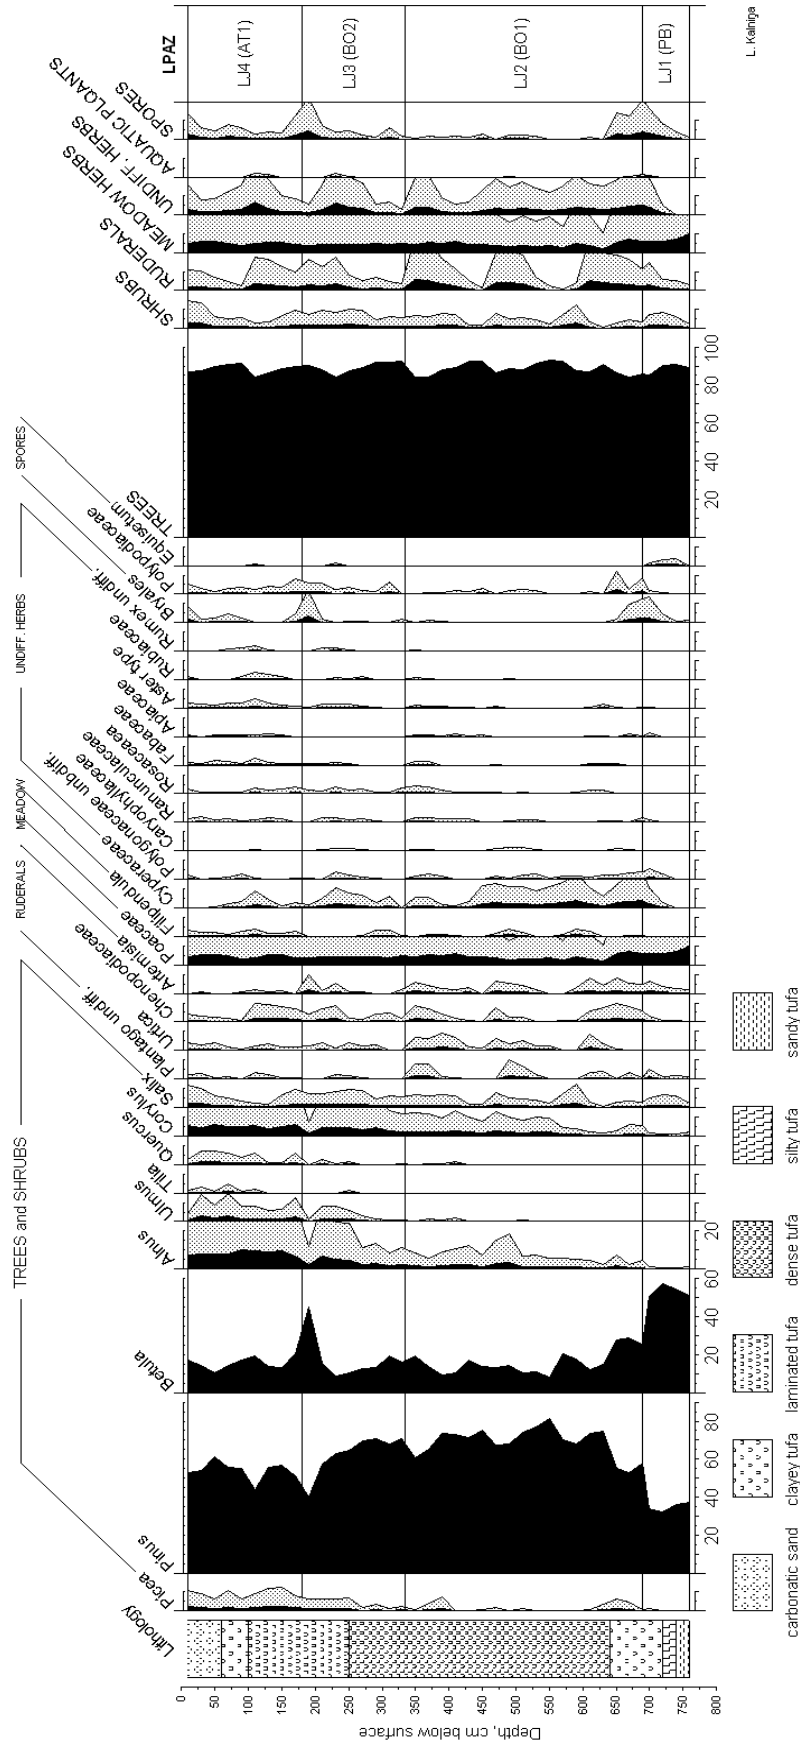 TREES and SHRUBS
RUDERALS
MEADOW
UNDIFF. HERBS
SPORES
Lithology
Picea
Pinus
Betula
Alnus
Ulmus
Tilia
Quercus
Corylus
Salix
Plantago undiff.
Urtica
Chenopodiaceae
Artemisia
Poaceae
Filipendula
Cyperaceae
Polygonaceae unbdiff.
Caryophyllaceae
Ranunculaceae
Rosaceaea
Fabaceae
Apiaceae
Aster type
Rubiaceae
Rumex undiff.
Bryales
Polypodiaceae
Equisetum
TREES
SHRUBS
RUDERALS
MEADOW HERBS
UNDIFF. HERBS
AQUATIC PLQANTS
SPORES
LPAZ
LJ4 (AT1)
LJ3 (BO2)
LJ2 (BO1)
LJ1 (PB)
Depth, cm below surface
0
50
100
150
200
250
300
350
400
450
500
550
600
650
700
750
800
20 40 60 80
20 40 60
20
20 40 60 80 100
carbonatic sand
clayey tufa
laminated tufa
dense tufa
silty tufa
sandy tufa
L. Kalniņa